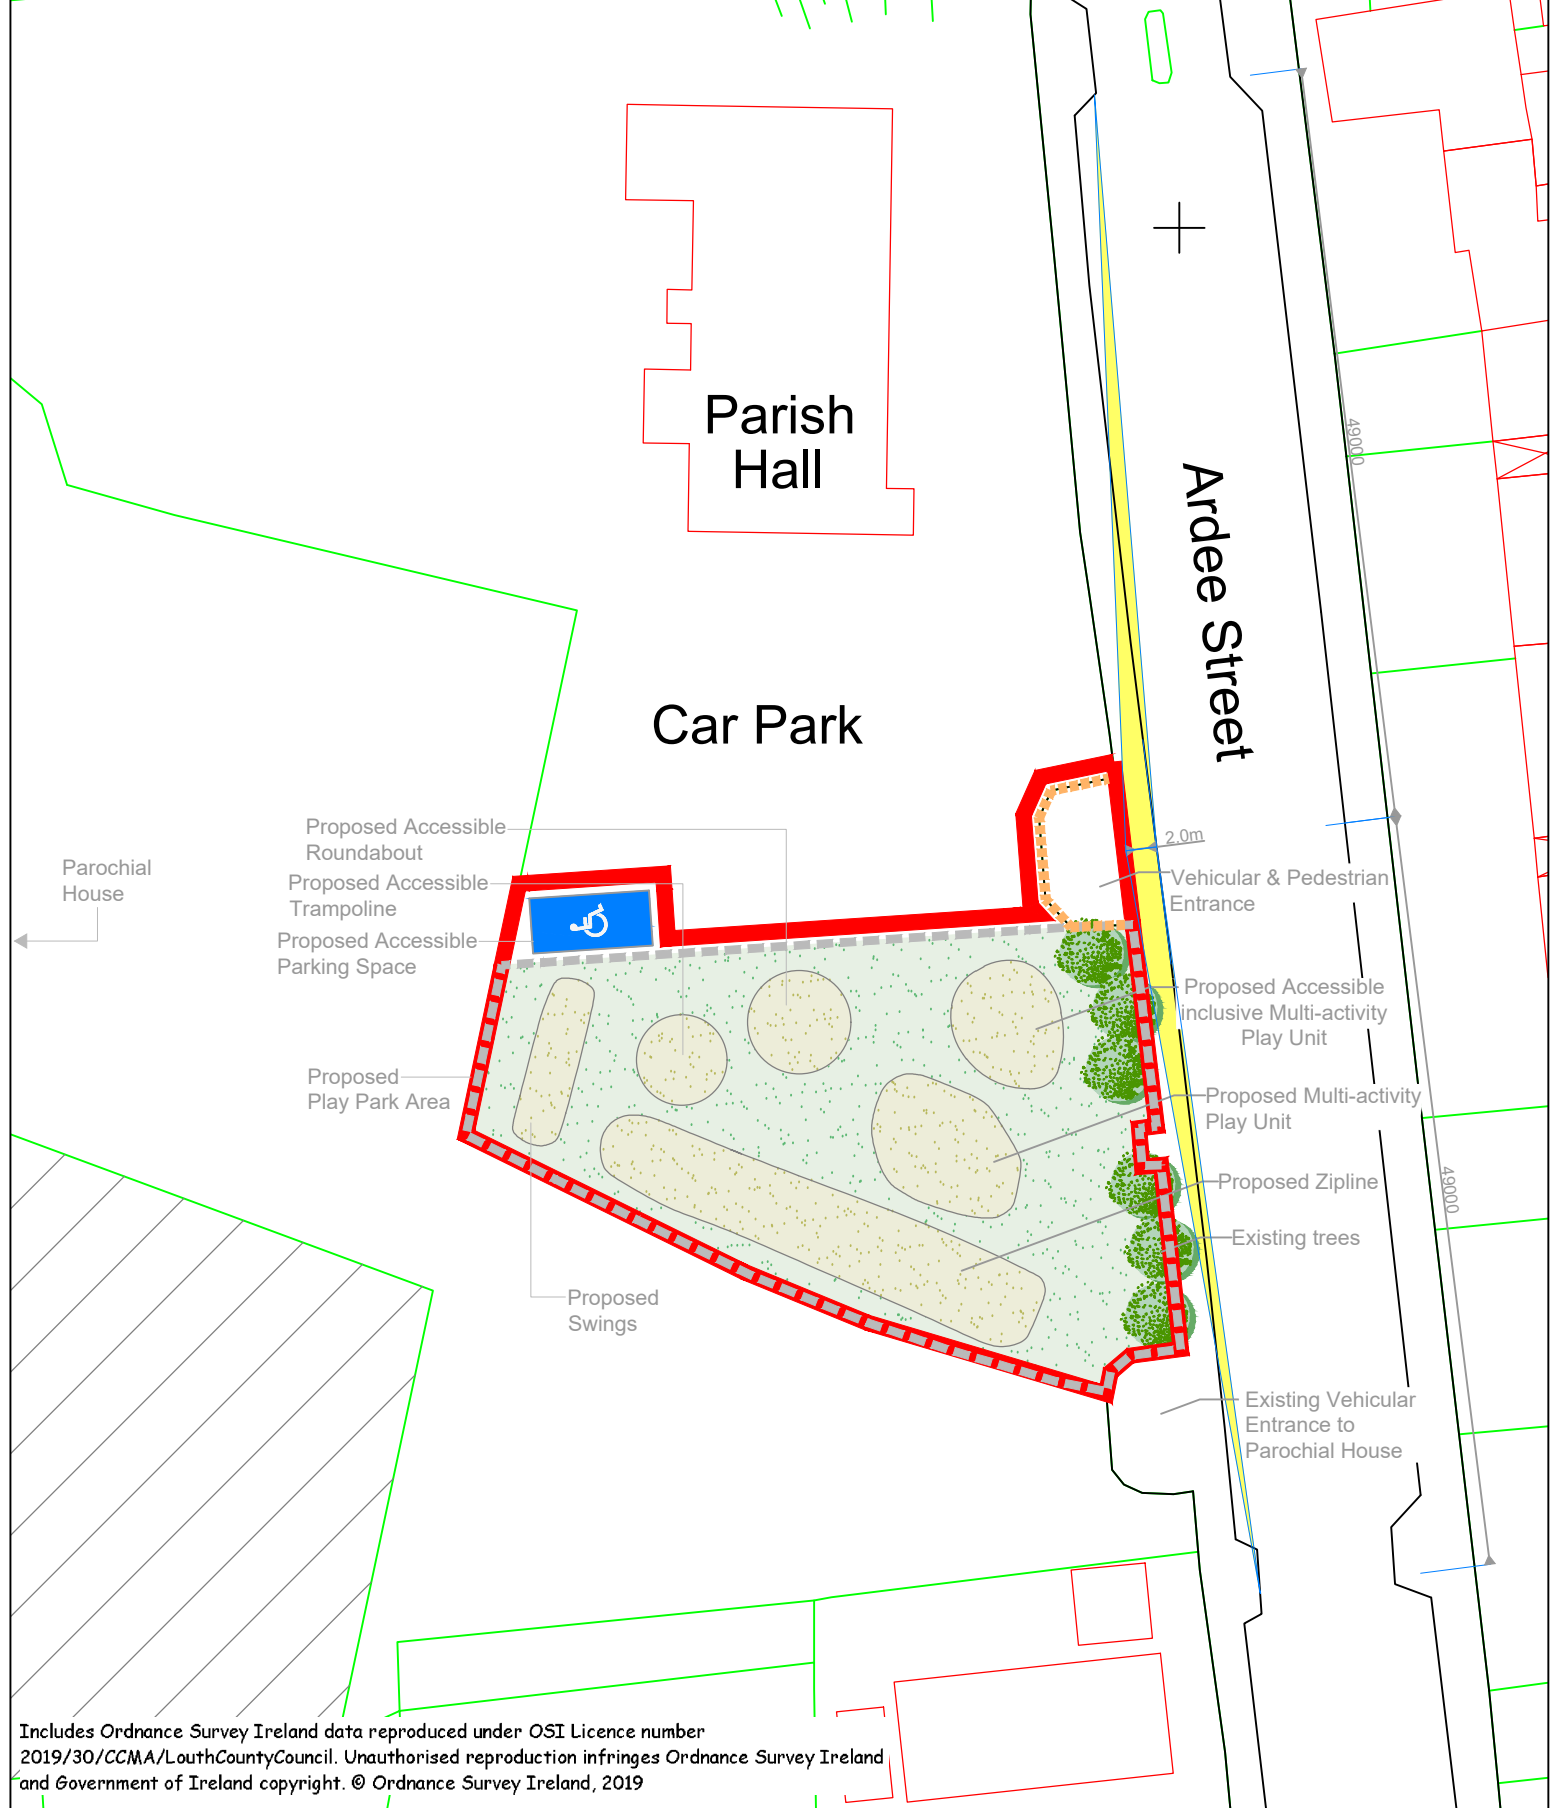 Parish
Hall
49000
Ardee Street
Car Park
Proposed Accessible
Roundabout
2.0m
Parochial
House
Proposed Accessible
Trampoline
Vehicular & Pedestrian
Entrance
Proposed Accessible
Parking Space
Proposed Accessible
inclusive Multi-activity
Play Unit
Proposed
Play Park Area
Proposed Multi-activity
Play Unit
49000
Proposed Zipline
Existing trees
Proposed
Swings
Existing Vehicular
Entrance to
Parochial House
Includes Ordnance Survey Ireland data reproduced under OSI Licence number
2019/30/CCMA/LouthCountyCouncil. Unauthorised reproduction infringes Ordnance Survey Ireland
and Government of Ireland copyright. © Ordnance Survey Ireland, 2019